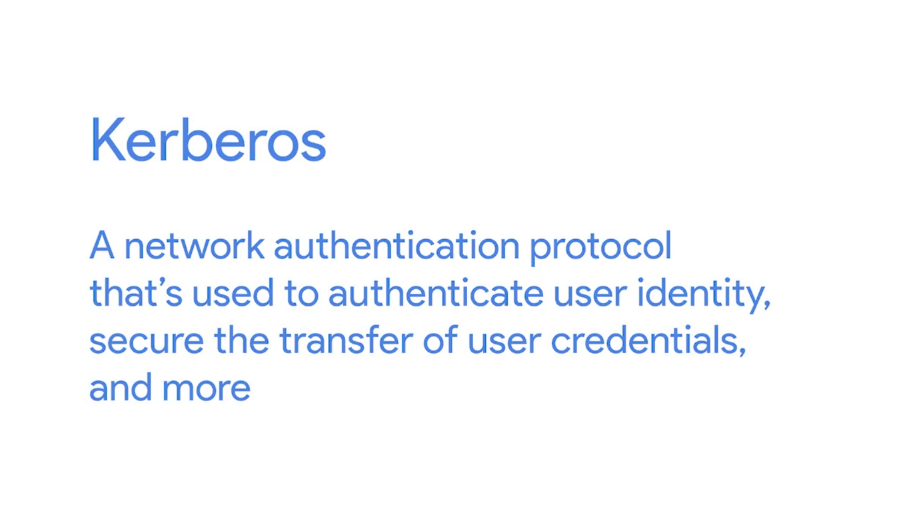 Kerberos
A network authentication protocol
that’s used to authenticate user identity,
secure the transfer of user credentials,
and more